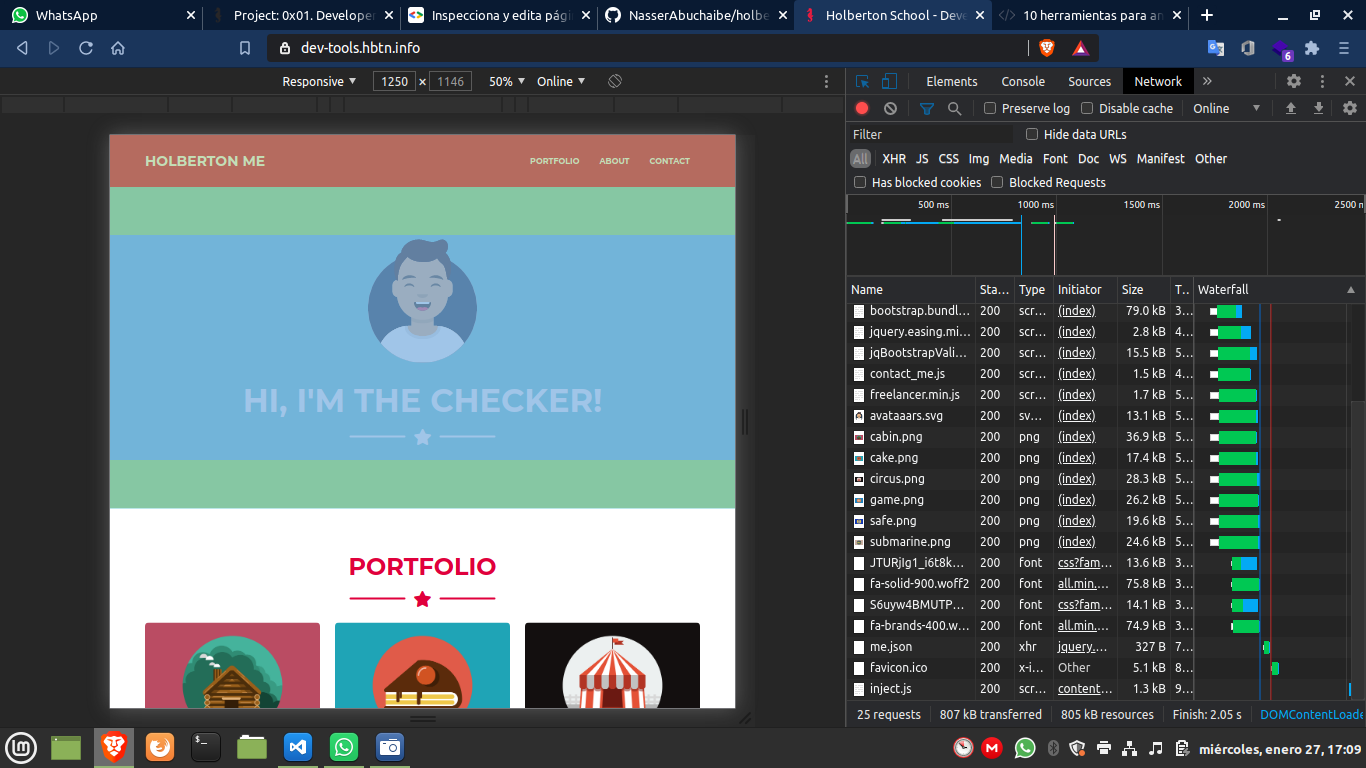 WhatsApp
Project: 0x01. Developer
Inspecciona y edita pági
NasserAbuchaibe/holbe
Holberton School - Deve
10 herramientas para an
dev-tools.hbtn.info
6
Responsive
1250 × 1146
50%
Online
Elements
Console
Sources
Network
»
Preserve log
Disable cache
Online
Filter
Hide data URLs
All XHR JS CSS Img Media Font Doc WS Manifest Other
Has blocked cookies
Blocked Requests
500 ms 1000 ms 1500 ms 2000 ms 2500 m
Name Sta... Type Initiator Size T... Waterfall
bootstrap.bundl... 200 scr... (index) 79.0 kB 3...
jquery.easing.mi... 200 scr... (index) 2.8 kB 4...
jqBootstrapVali... 200 scr... (index) 15.5 kB 5...
contact_me.js 200 scr... (index) 1.5 kB 4...
freelancer.min.js 200 scr... (index) 1.7 kB 5...
avataaars.svg 200 sv... (index) 13.1 kB 5...
cabin.png 200 png (index) 36.9 kB 5...
cake.png 200 png (index) 17.4 kB 5...
circus.png 200 png (index) 28.3 kB 5...
game.png 200 png (index) 26.2 kB 5...
safe.png 200 png (index) 19.6 kB 5...
submarine.png 200 png (index) 24.6 kB 5...
JTURjIg1_i6t8k... 200 font css?fam... 13.6 kB 3...
fa-solid-900.woff2 200 font all.min.... 75.8 kB 3...
S6uyw4BMUTP... 200 font css?fam... 14.1 kB 3...
fa-brands-400.w... 200 font all.min.... 74.9 kB 3...
me.json 200 xhr jquery.... 327 B 7...
favicon.ico 200 x-i... Other 5.1 kB 8...
inject.js 200 scr... content... 1.3 kB 9...
25 requests 807 kB transferred 805 kB resources Finish: 2.05 s DOMContentLoade
HOLBERTON ME
PORTFOLIO ABOUT CONTACT
HI, I'M THE CHECKER!
PORTFOLIO
miércoles, enero 27, 17:09